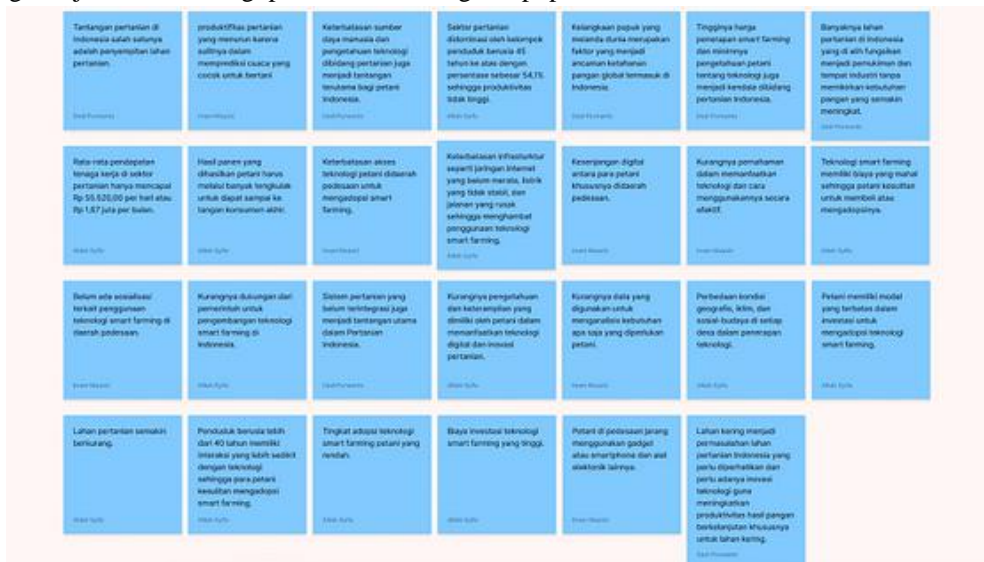 Tantangan pertanian di
Indonesia salah satunya
adalah penyempitan lahan
pertanian.
produktifitas pertanian
yang menurun karena
sulitnya dalam
memprediksi cuaca yang
cocok untuk bertani.
Keterbatasan sumber
daya manusia dan
pengetahuan teknologi
dibidang pertanian juga
menjadi tantangan
terutama bagi petani
Indonesia.
Sektor pertanian
didominasi oleh kelompok
penduduk berusia 45
tahun ke atas dengan
persentase sebesar 54,1%
sehingga produktivitas
tidak tinggi.
Kelangkaan pupuk yang
melanda dunia merupakan
faktor yang menjadi
ancaman ketahanan
pangan global termasuk di
Indonesia.
Tingginya harga
penerapan smart farming
dan minimnya
pengetahuan petani
tentang teknologi juga
menjadi kendala dibidang
pertanian Indonesia.
Banyaknya lahan
pertanian di Indonesia
yang di alih fungsikan
menjadi pemukiman dan
tempat industri tanpa
memikirkan kebutuhan
pangan yang semakin
meningkat.
Rata-rata pendapatan
tenaga kerja di sektor
pertanian hanya mencapai
Rp 55.620,00 per hari atau
Rp 1,67 juta per bulan.
Hasil panen yang
dihasilkan petani harus
melalui banyak tengkulak
untuk dapat sampai ke
tangan konsumen akhir.
Keterbatasan akses
teknologi petani didaerah
pedesaan untuk
mengadopsi smart
farming.
Keterbatasan infrastruktur
seperti jaringan internet
yang belum merata, listrik
yang tidak stabil, dan
jalanan yang rusak
sehingga menghambat
penggunaan teknologi
smart farming.
Kesenjangan digital
antara para petani
khususnya didaerah
pedesaan.
Kurangnya pemahaman
dalam memanfaatkan
teknologi dan cara
menggunakannya secara
efektif.
Teknologi smart farming
memiliki biaya yang mahal
sehingga petani kesulitan
untuk membeli atau
mengadopsinya.
Belum ada sosialisasi
terkait penggunaan
teknologi smart farming di
daerah pedesaan.
Kurangnya dukungan dari
pemerintah untuk
pengembangan teknologi
smart farming di
Indonesia.
Sistem pertanian yang
belum terintegrasi juga
menjadi tantangan utama
dalam Pertanian
Indonesia.
Kurangnya pengetahuan
dan keterampilan yang
dimiliki oleh petani dalam
memanfaatkan teknologi
digital dan inovasi
pertanian.
Kurangnya data yang
digunakan untuk
menganalisis kebutuhan
apa saja yang diperlukan
petani.
Perbedaan kondisi
geografis, iklim, dan
sosial-budaya di setiap
desa dalam penerapan
teknologi.
Petani memiliki modal
yang terbatas dalam
investasi untuk
mengadopsi teknologi
smart farming.
Lahan pertanian semakin
berkurang.
Penduduk berusia lebih
dari 40 tahun memiliki
interaksi yang lebih sedikit
dengan teknologi
sehingga para petani
kesulitan mengadopsi
smart farming.
Tingkat adopsi teknologi
smart farming petani yang
rendah.
Biaya investasi teknologi
smart farming yang tinggi.
Petani di pedesaan jarang
menggunakan gadget
atau smartphone dan alat
elektonik lainnya.
Lahan kering menjadi
permasalahan lahan
pertanian Indonesia yang
perlu diperhatikan dan
perlu adanya inovasi
teknologi guna
meningkatkan
produktivitas hasil pangan
berkelanjutan khususnya
untuk lahan kering.